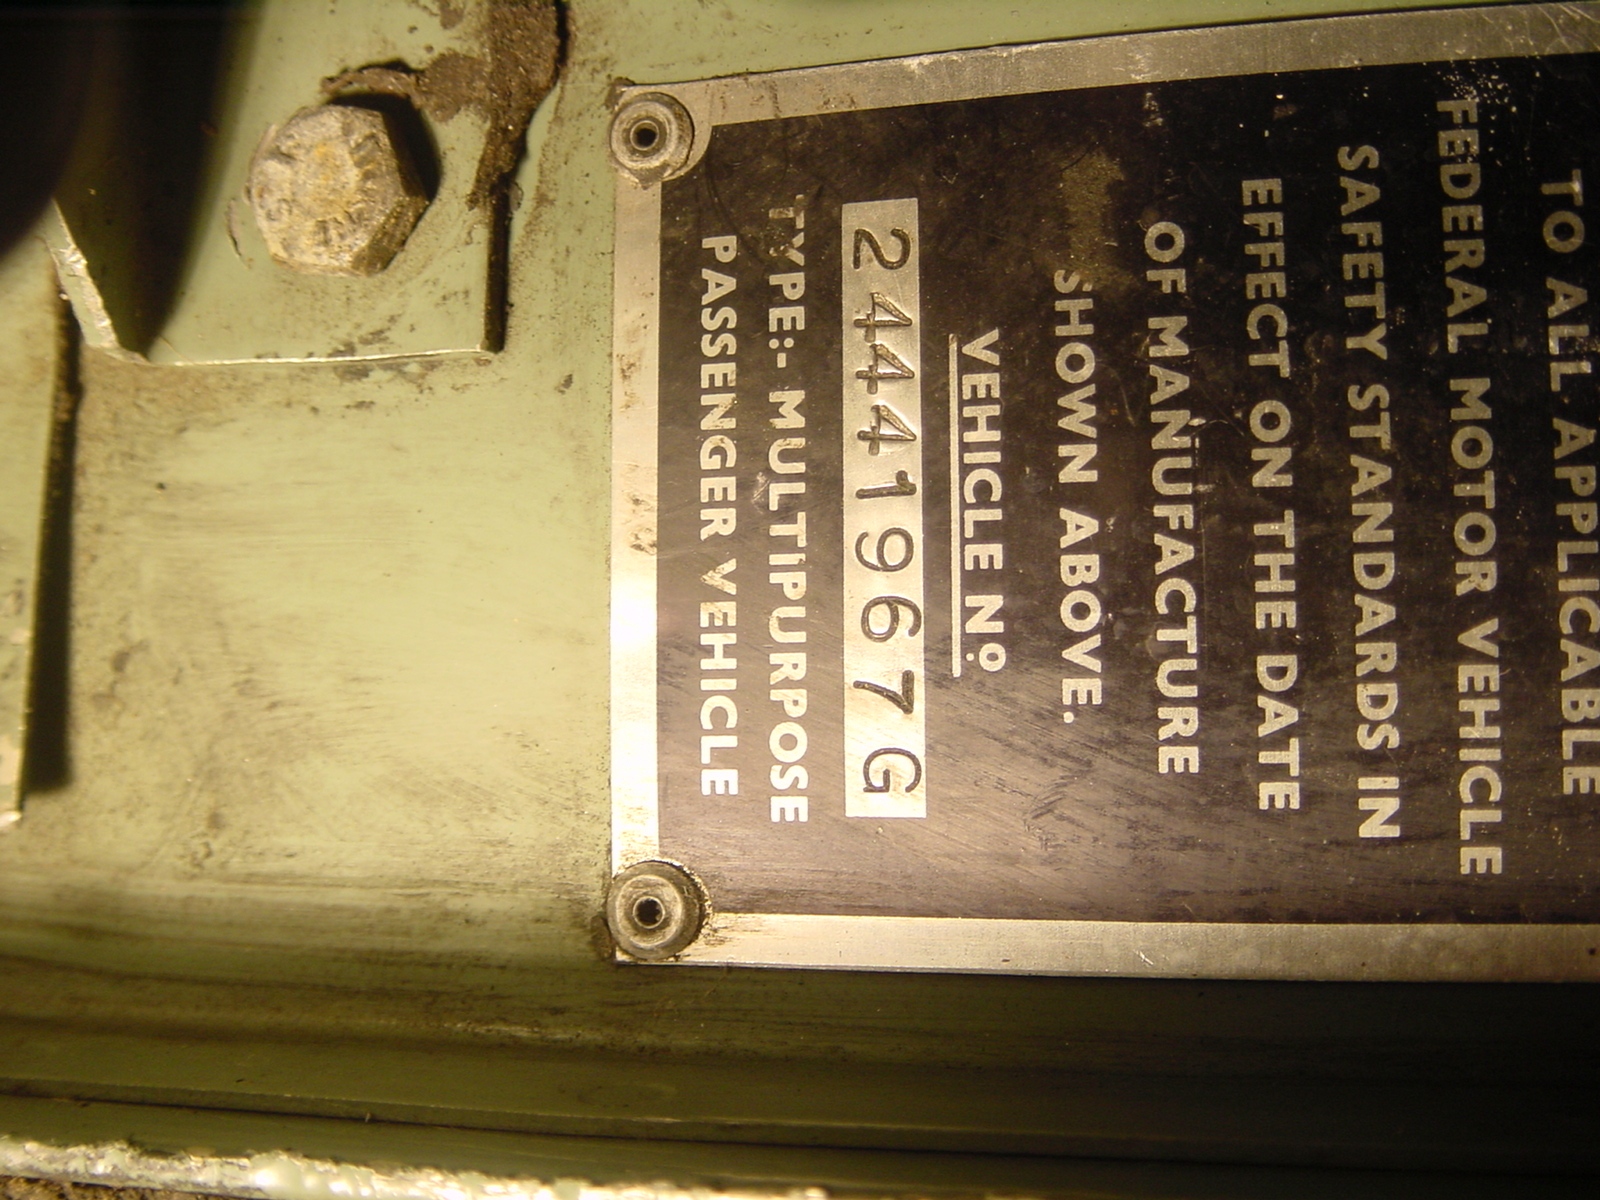 TO ALL APPLICABLE
FEDERAL MOTOR VEHICLE
SAFETY STANDARDS IN
EFFECT ON THE DATE
OF MANUFACTURE
SHOWN ABOVE.
VEHICLE Nº
24441967G
TYPE:- MULTIPURPOSE
PASSENGER VEHICLE